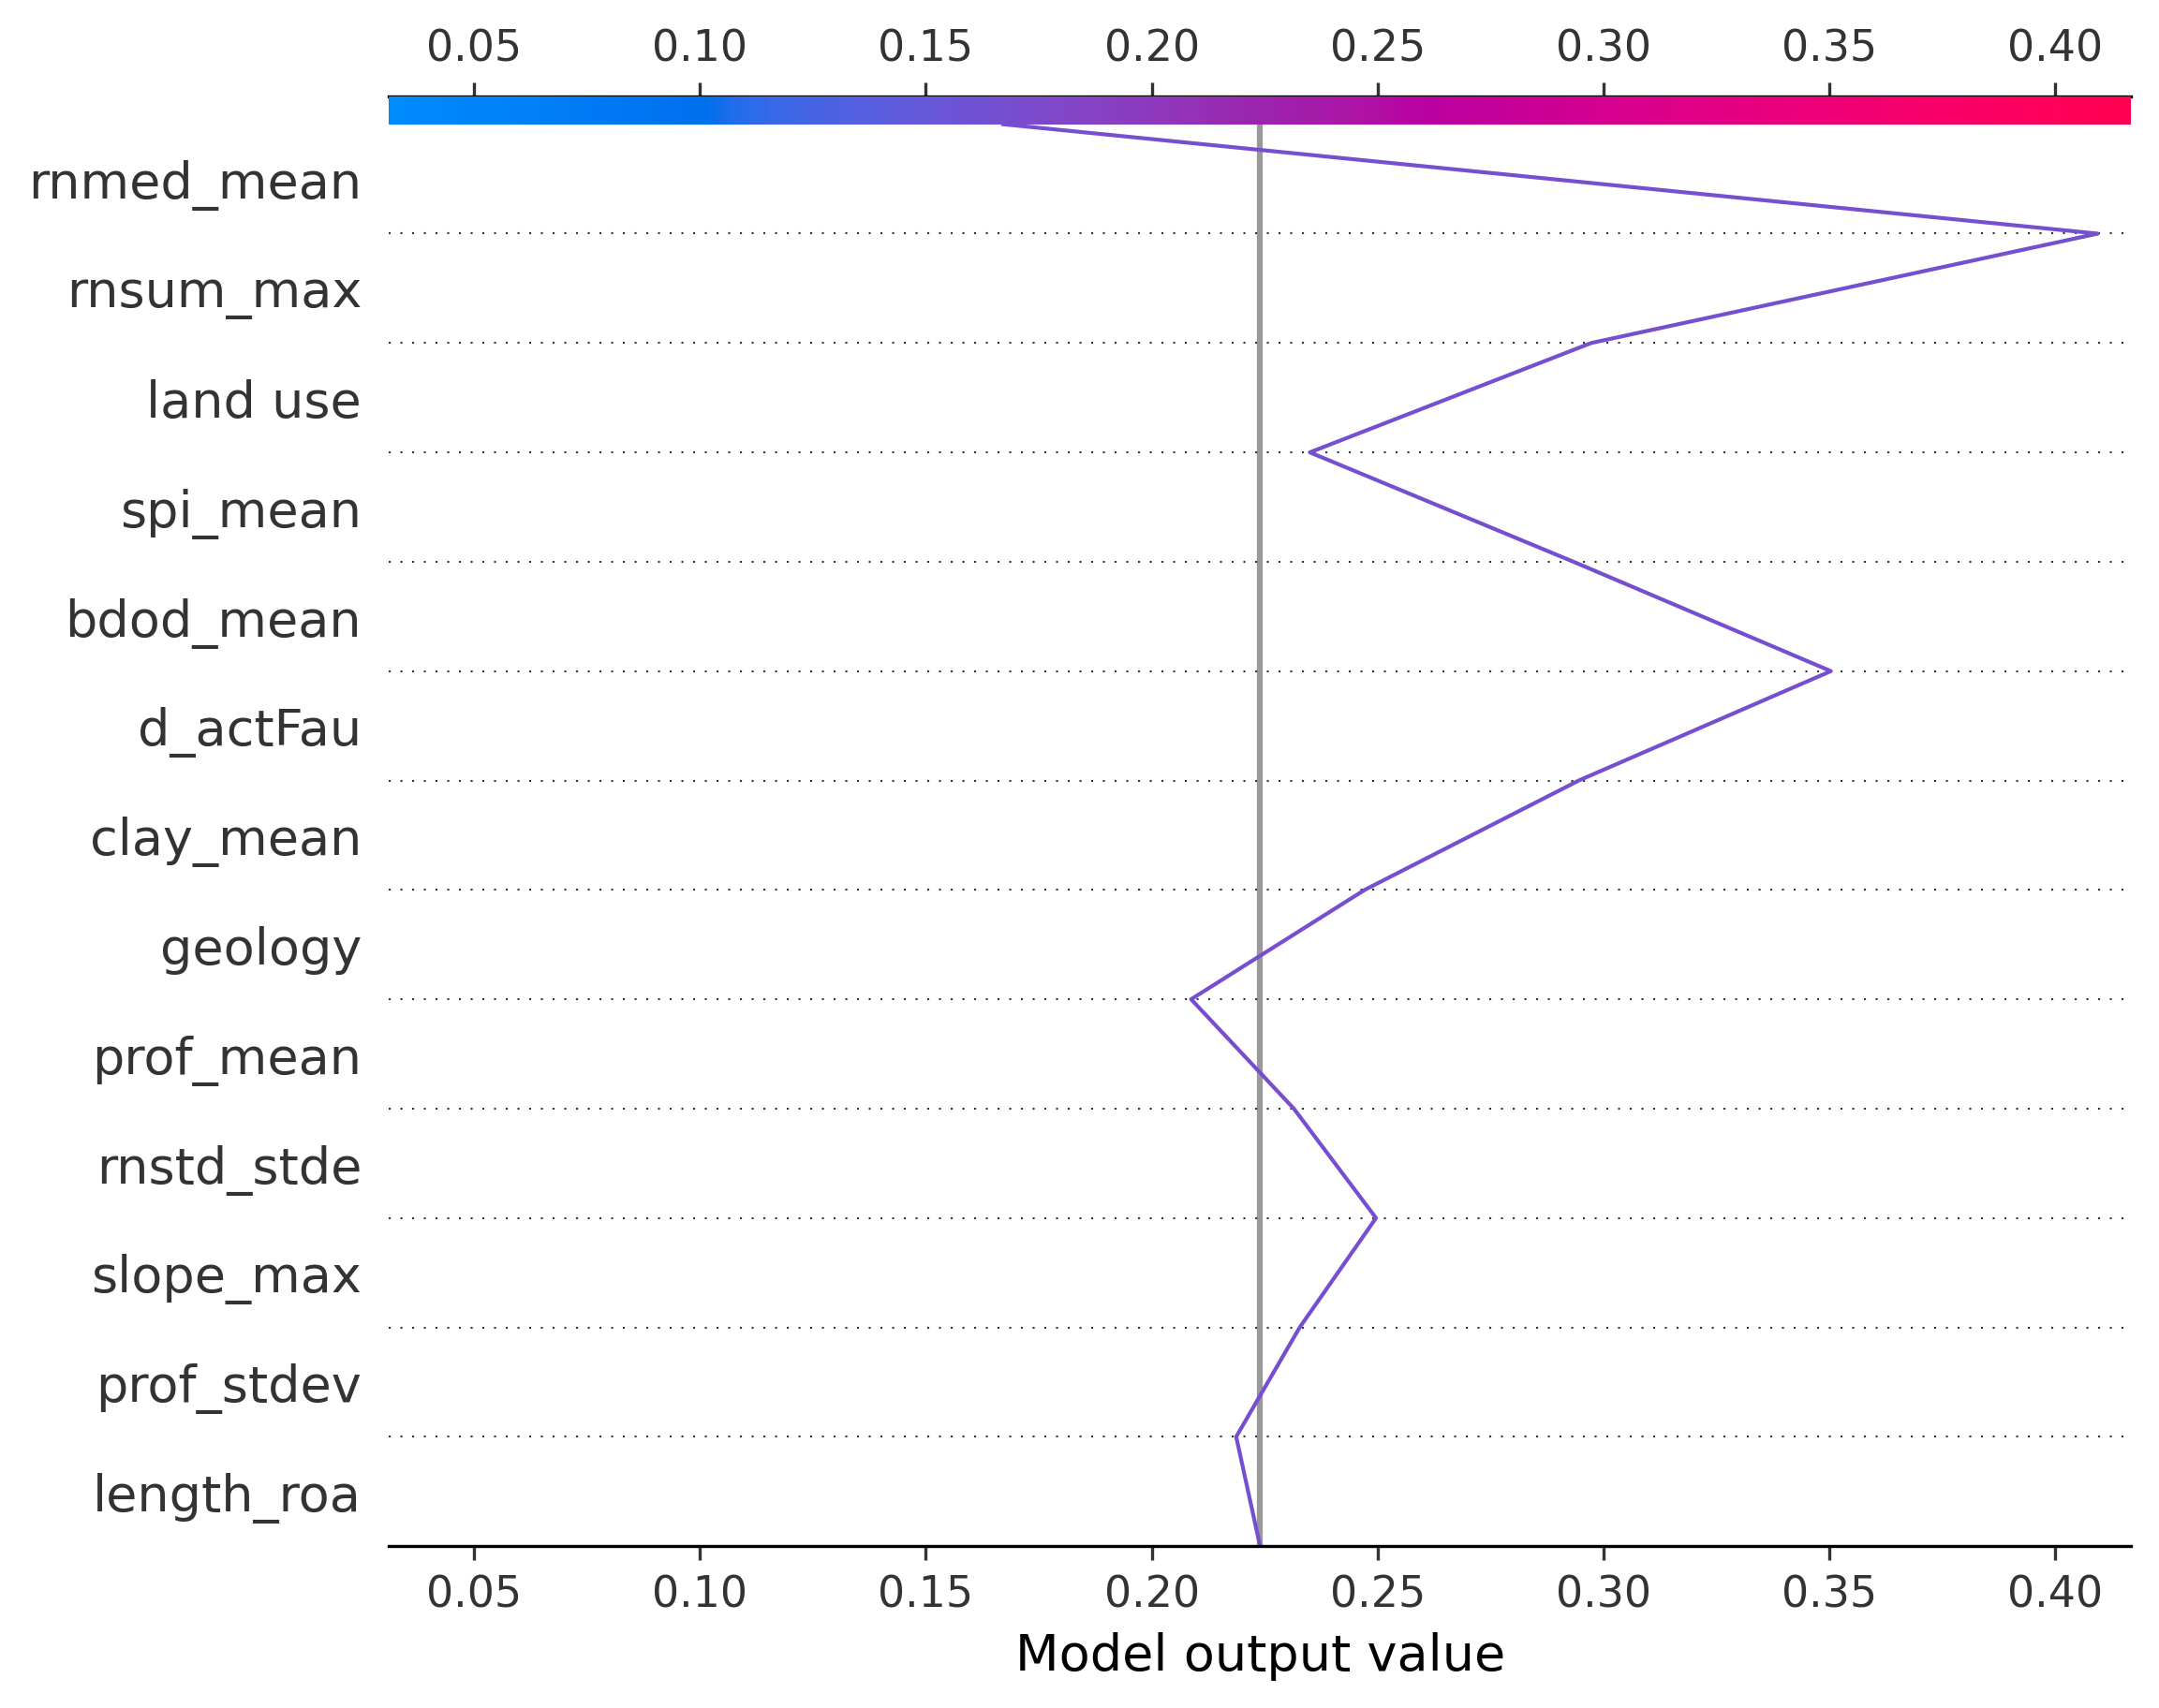 0.05 0.10 0.15 0.20 0.25 0.30 0.35 0.40
rnmed_mean
rnsum_max
land use
spi_mean
bdod_mean
d_actFau
clay_mean
geology
prof_mean
rnstd_stde
slope_max
prof_stdev
length_roa
0.05 0.10 0.15 0.20 0.25 0.30 0.35 0.40
Model output value